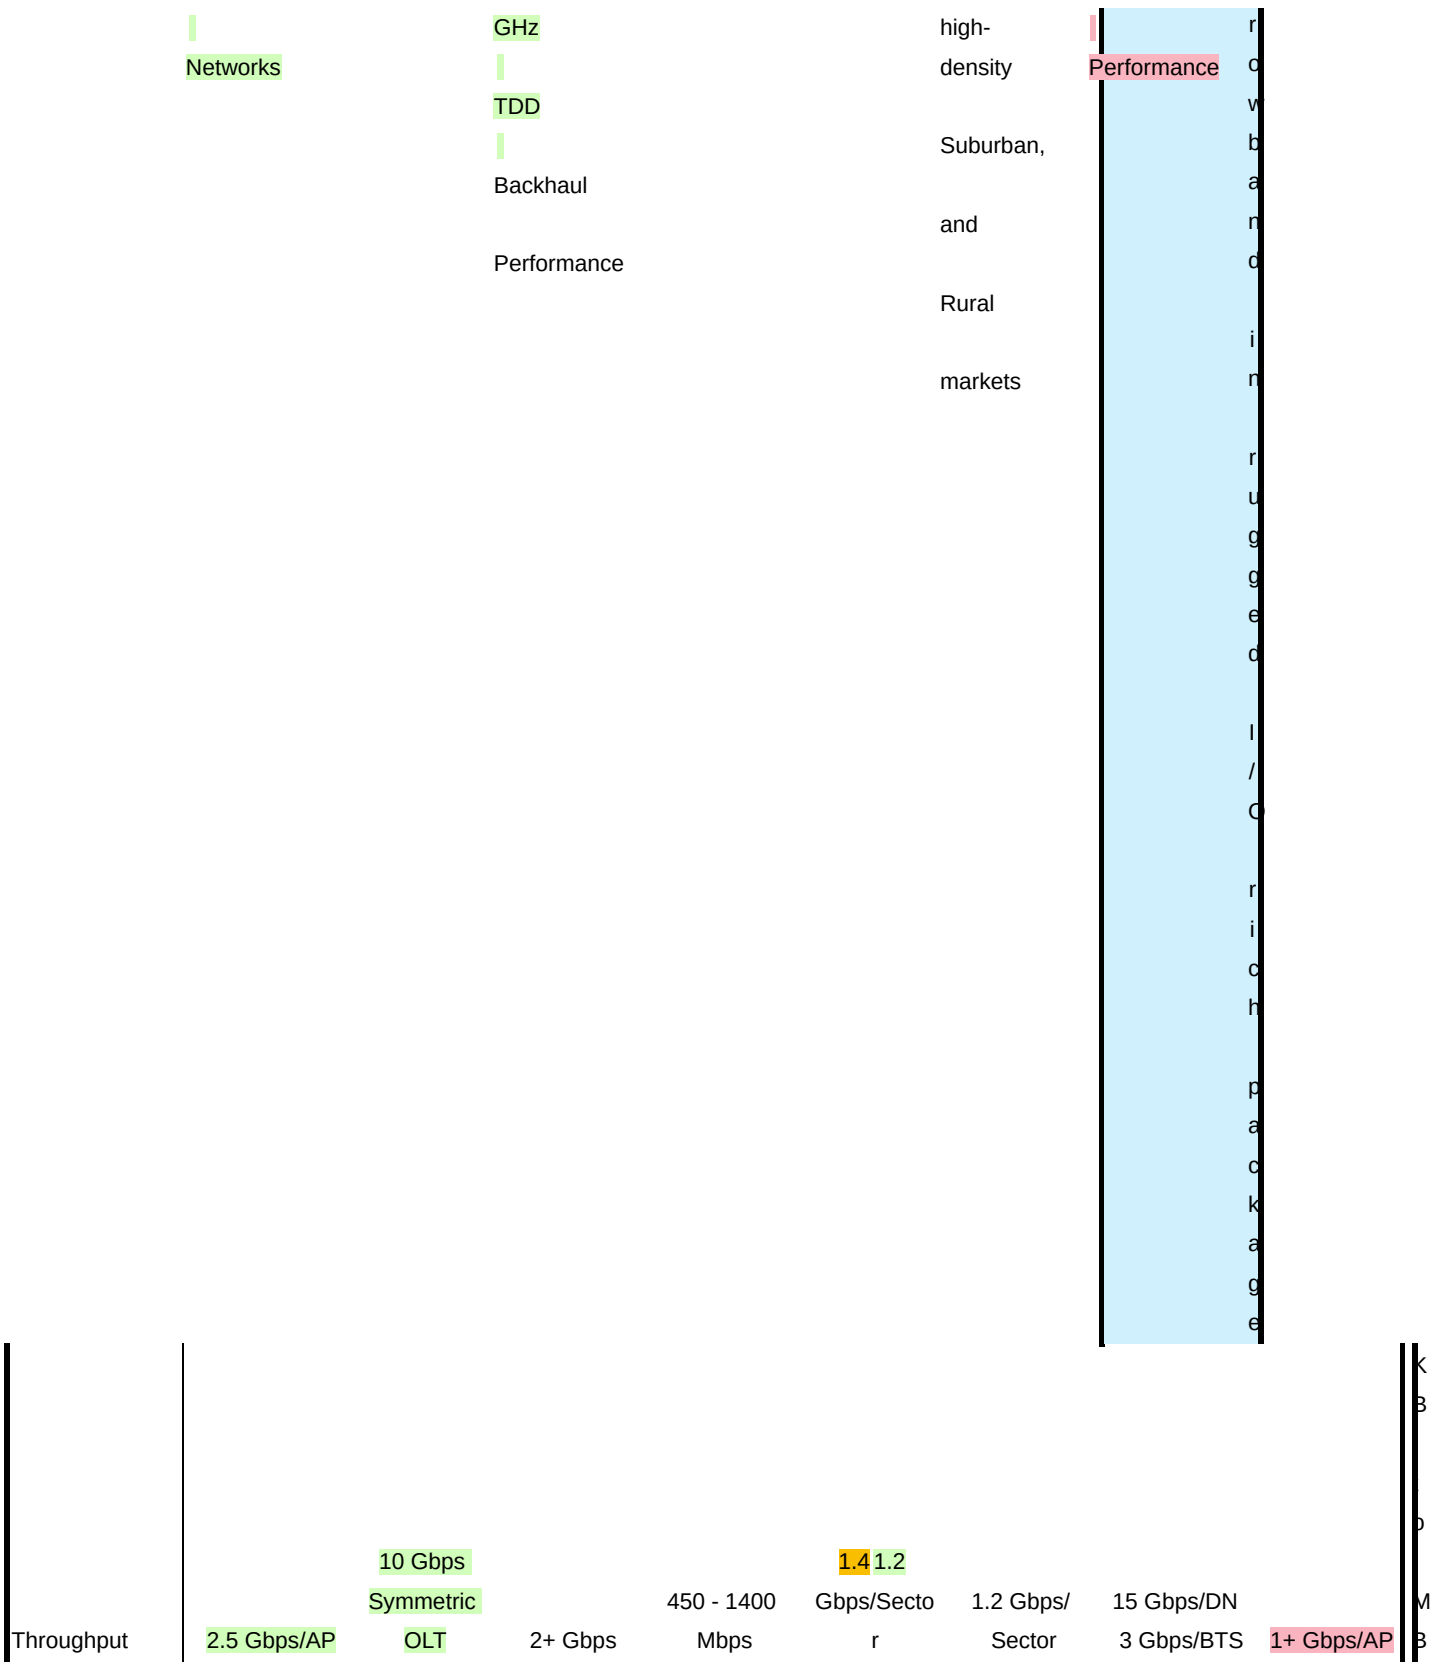 Networks
GHz
TDD
Backhaul
Performance
high-
density
Suburban,
and
Rural
markets
Performance
r
o
w
b
a
n
d
i
n
r
u
g
g
e
d
I
/
O
r
i
c
h
p
a
c
k
a
g
e
K
B
M
B
Throughput
2.5 Gbps/AP
10 Gbps
Symmetric
OLT
2+ Gbps
450 - 1400
Mbps
1.4 1.2
Gbps/Secto
r
1.2 Gbps/
Sector
15 Gbps/DN
3 Gbps/BTS
1+ Gbps/AP